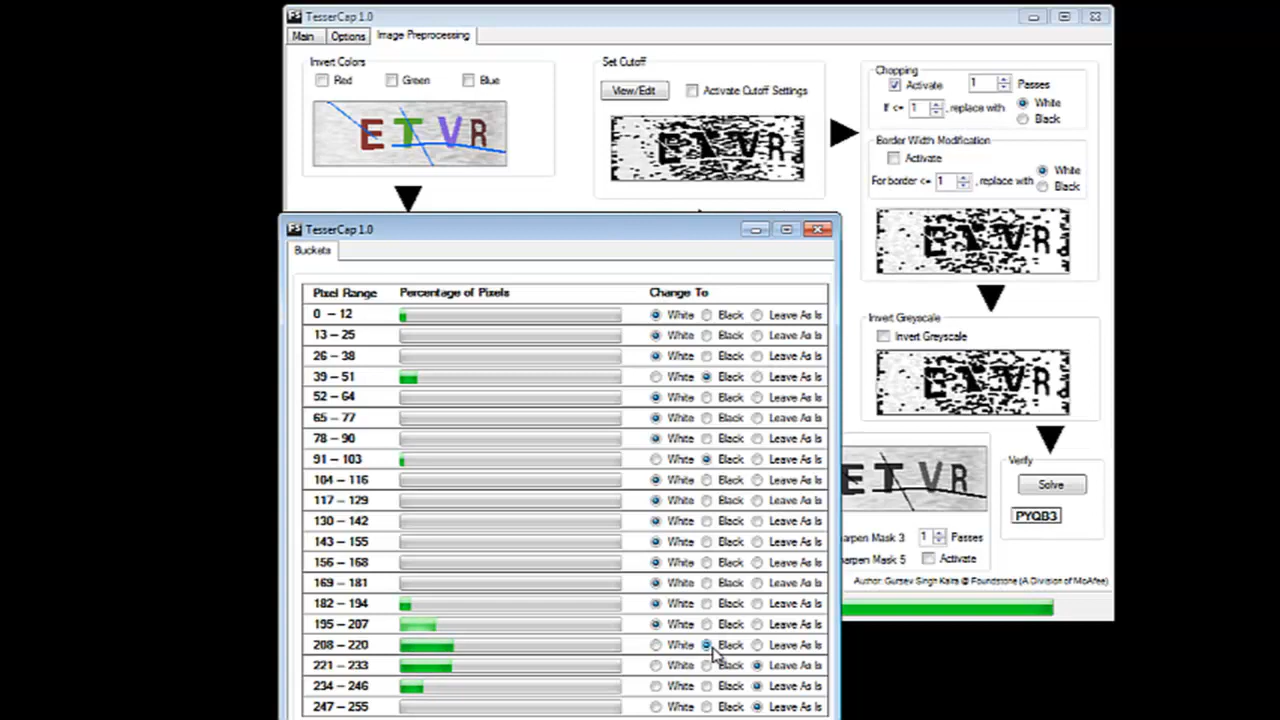 TesserCap 1.0
Main Options Image Preprocessing
Invert Colors
Red Green Blue
E T V R
Set Cutoff
View/Edit Activate Cutoff Settings
E T V R
Chopping
Activate 1 Passes
If <= 1 , replace with White
Black
Border Width Modification
Activate
For border <= 1 , replace with White
Black
E T V R
Invert Greyscale
Invert Greyscale
E T V R
E T V R
Verify
Solve
PYQB3
arpen Mask 3 1 Passes
arpen Mask 5 Activate
Author: Gursev Singh Kalra @ Foundstone (A Division of McAfee)
TesserCap 1.0
Buckets
Pixel Range Percentage of Pixels Change To
0 – 12 White Black Leave As Is
13 – 25 White Black Leave As Is
26 – 38 White Black Leave As Is
39 – 51 White Black Leave As Is
52 – 64 White Black Leave As Is
65 – 77 White Black Leave As Is
78 – 90 White Black Leave As Is
91 – 103 White Black Leave As Is
104 – 116 White Black Leave As Is
117 – 129 White Black Leave As Is
130 – 142 White Black Leave As Is
143 – 155 White Black Leave As Is
156 – 168 White Black Leave As Is
169 – 181 White Black Leave As Is
182 – 194 White Black Leave As Is
195 – 207 White Black Leave As Is
208 – 220 White Black Leave As Is
221 – 233 White Black Leave As Is
234 – 246 White Black Leave As Is
247 – 255 White Black Leave As Is